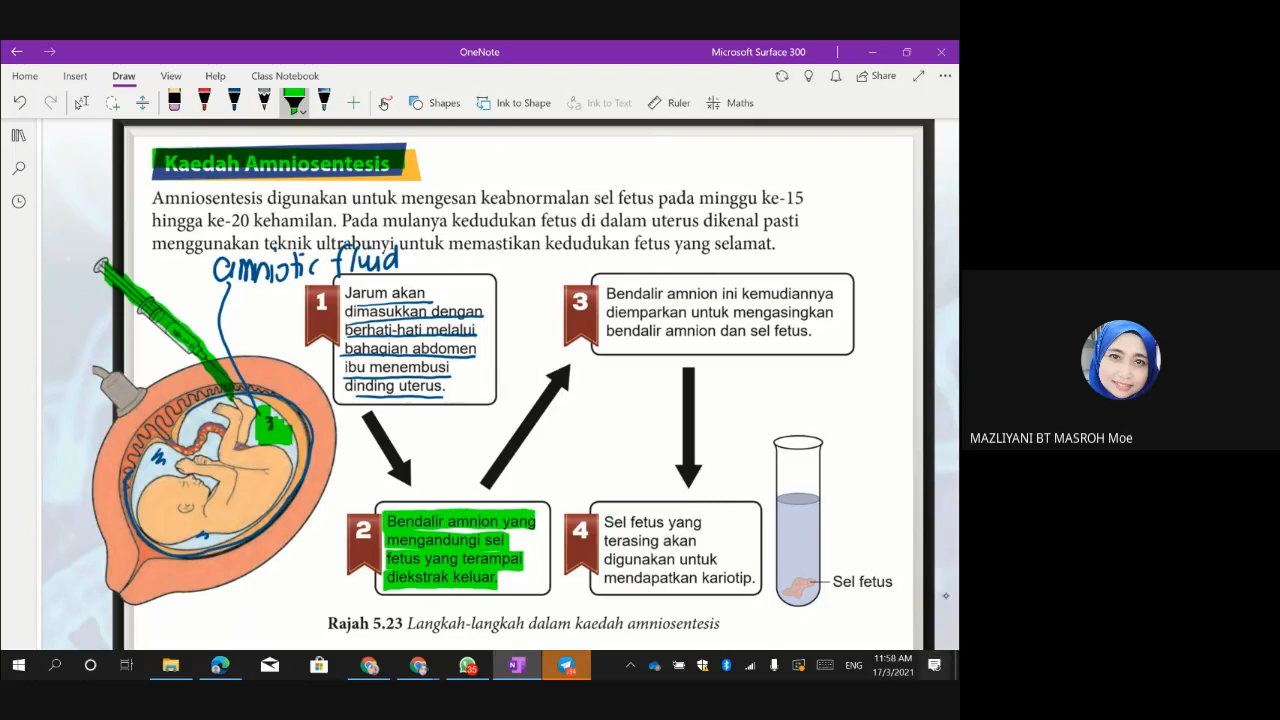 OneNote
Microsoft Surface 300
Home Insert Draw View Help Class Notebook
Share
Shapes Ink to Shape Ink to Text Ruler Maths
Kaedah Amniosentesis
Amniosentesis digunakan untuk mengesan keabnormalan sel fetus pada minggu ke-15
hingga ke-20 kehamilan. Pada mulanya kedudukan fetus di dalam uterus dikenal pasti
menggunakan teknik ultrabunyi untuk memastikan kedudukan fetus yang selamat.
amniotic fluid
1
Jarum akan
dimasukkan dengan
berhati-hati melalui
bahagian abdomen
ibu menembusi
dinding uterus.
2
Bendalir amnion yang
mengandungi sel
fetus yang terampai
diekstrak keluar.
3
Bendalir amnion ini kemudiannya
diemparkan untuk mengasingkan
bendalir amnion dan sel fetus.
4
Sel fetus yang
terasing akan
digunakan untuk
mendapatkan kariotip.
Sel fetus
Rajah 5.23 Langkah-langkah dalam kaedah amniosentesis
MAZLIYANI BT MASROH Moe
35
ENG
11:58 AM
17/3/2021